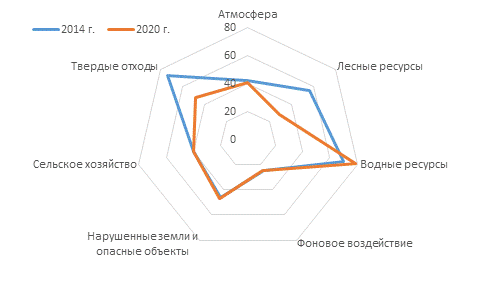 Атмосфера
2014 г. 2020 г.
80
60
40
20
0
Твердые отходы
Лесные ресурсы
Сельское хозяйство
Водные ресурсы
Нарушенные земли и
опасные объекты
Фоновое воздействие